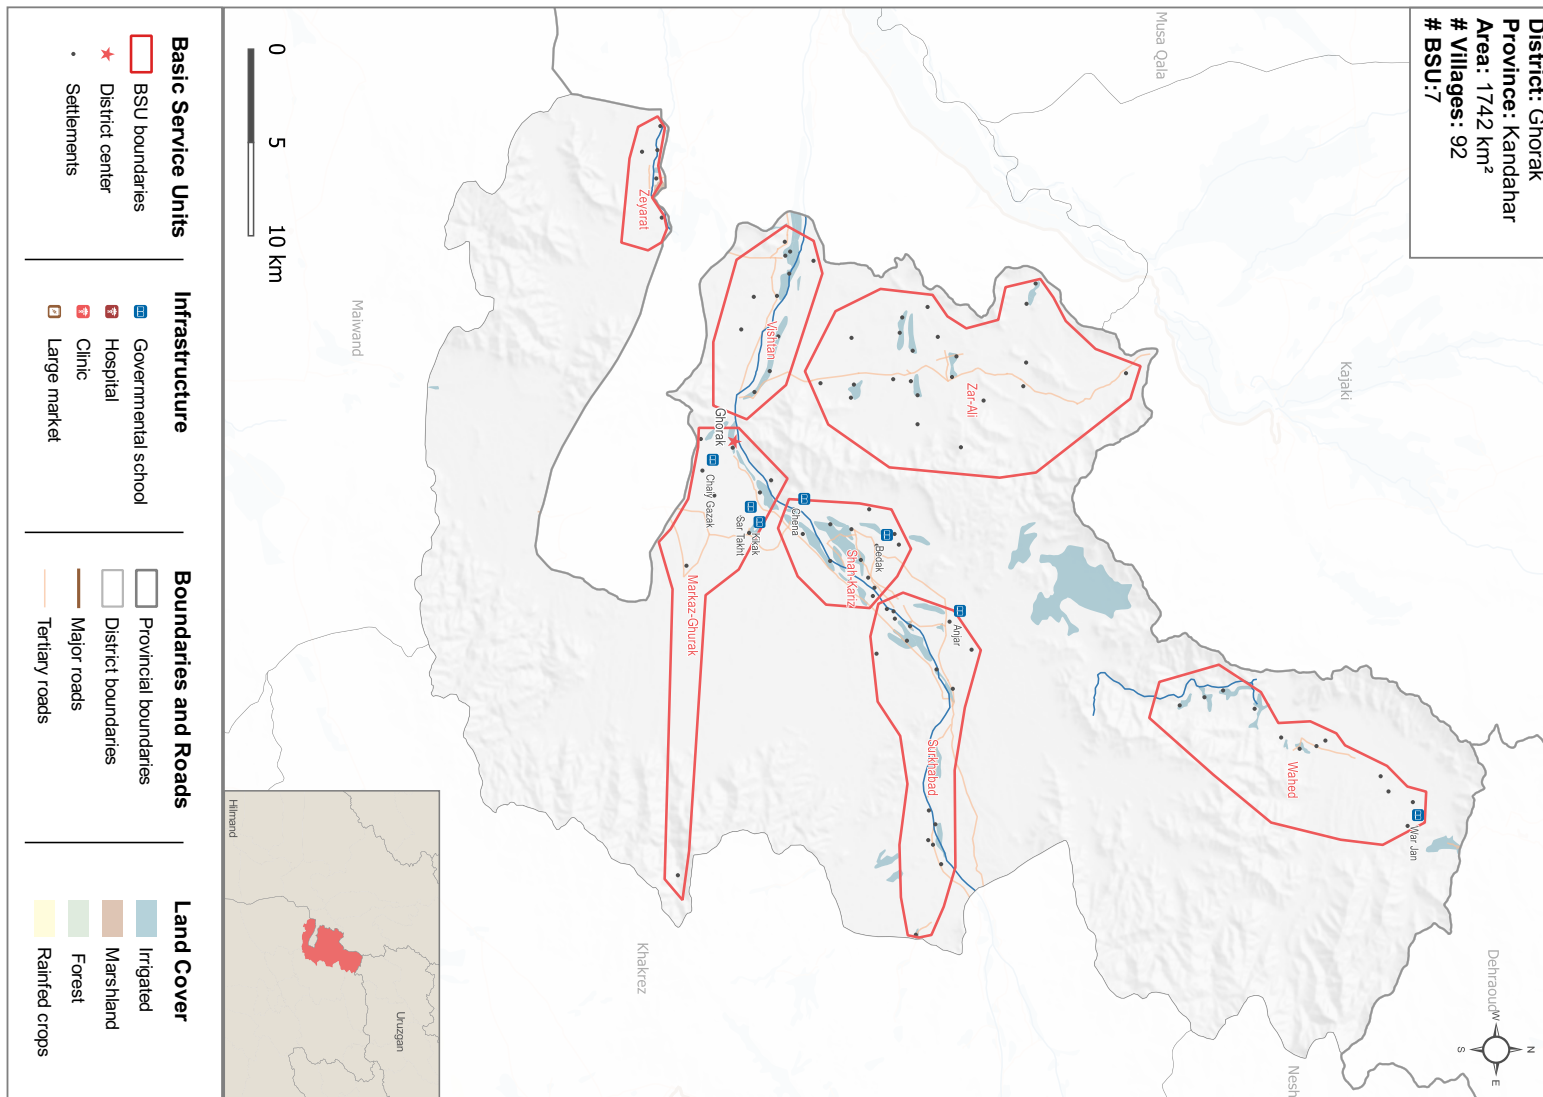 District: Ghorak
Province: Kandahar
Area: 1742 km²
# Villages: 92
# BSU:7
Musa Qala
Kajaki
Dehraoud
Nesh
Khakrez
Maiwand
N
E
S
W
Zeyarat
Vishtan
Zar-Ali
Ghorak
Chaiy Gazak
Sar Takht
Kikak
Chena
Bedak
Shah-Kariz
Markaz-Ghurak
Anjar
Surkhabad
Wahed
War Jan
0 5 10 km
Hilmand
Uruzgan
Basic Service Units
BSU boundaries
District center
Settlements
Infrastructure
Governmental school
Hospital
Clinic
Large market
Boundaries and Roads
Provincial boundaries
District boundaries
Major roads
Tertiary roads
Land Cover
Irrigated
Marshland
Forest
Rainfed crops